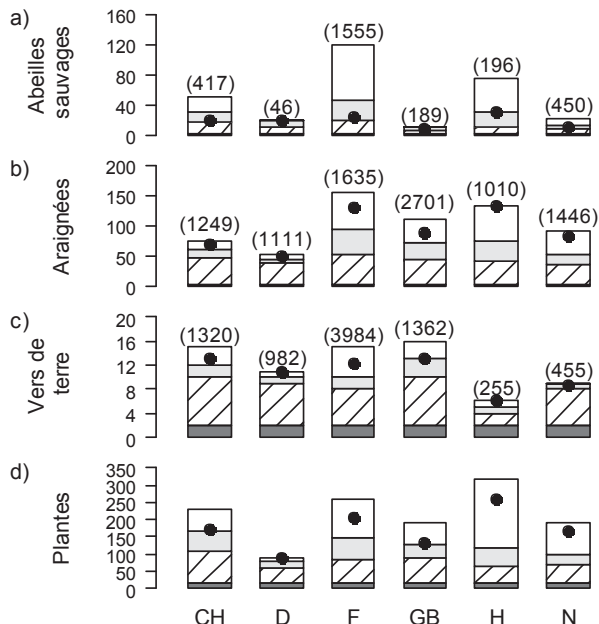 a)
Abeilles
sauvages
160
120
80
40
0
(417)
(46)
(1555)
(189)
(196)
(450)
b)
Araignées
200
150
100
50
0
(1249)
(1111)
(1635)
(2701)
(1010)
(1446)
c)
Vers de
terre
20
16
12
8
4
0
(1320)
(982)
(3984)
(1362)
(255)
(455)
d)
Plantes
350
300
250
200
150
100
50
0
CH
D
F
GB
H
N